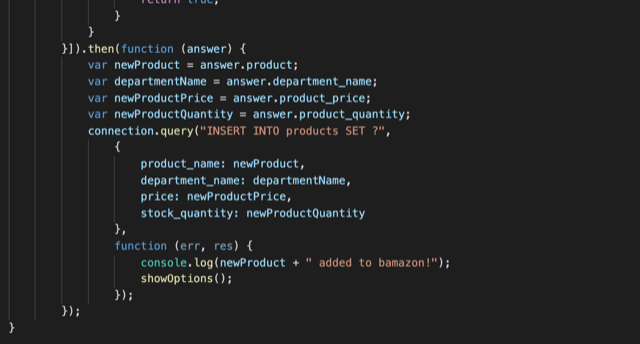 return true;
}
}
}]).then(function (answer) {
var newProduct = answer.product;
var departmentName = answer.department_name;
var newProductPrice = answer.product_price;
var newProductQuantity = answer.product_quantity;
connection.query("INSERT INTO products SET ?",
{
product_name: newProduct,
department_name: departmentName,
price: newProductPrice,
stock_quantity: newProductQuantity
},
function (err, res) {
console.log(newProduct + " added to bamazon!");
showOptions();
});
});
}